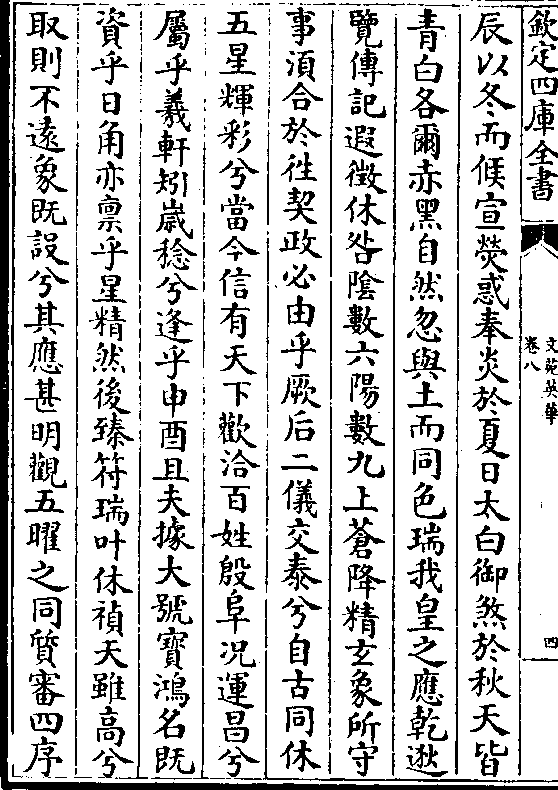 欽定四庫全書
文苑英華
卷八
四
辰以冬而候宣熒惑奉炎於夏日太白御煞於秋天皆
青白各爾赤黑自然忽與土而同色瑞我皇之應乾逖
覽傳記遐徵休咎陰數六陽數九上蒼降精玄象所守
事湏合於徃契政必由乎厥后二儀交泰兮自古同休
五星輝彩兮當今信有天下歡洽百姓殷阜况運昌兮
屬乎羲軒矧嵗稔兮逢乎申酉且夫據大號寳鴻名既
資乎日角亦禀乎星精然後臻符瑞叶休禎天雖高兮
取則不逺象既設兮其應甚明觀五曜之同質審四序